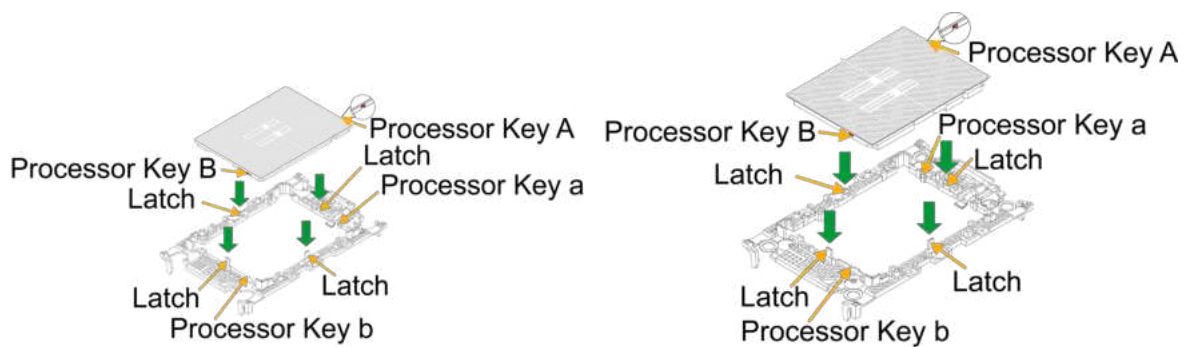 Processor Key A
Latch
Processor Key B
Processor Key a
Latch
Latch
Latch
Processor Key b
Processor Key A
Processor Key B
Processor Key a
Latch
Latch
Latch
Latch
Processor Key b